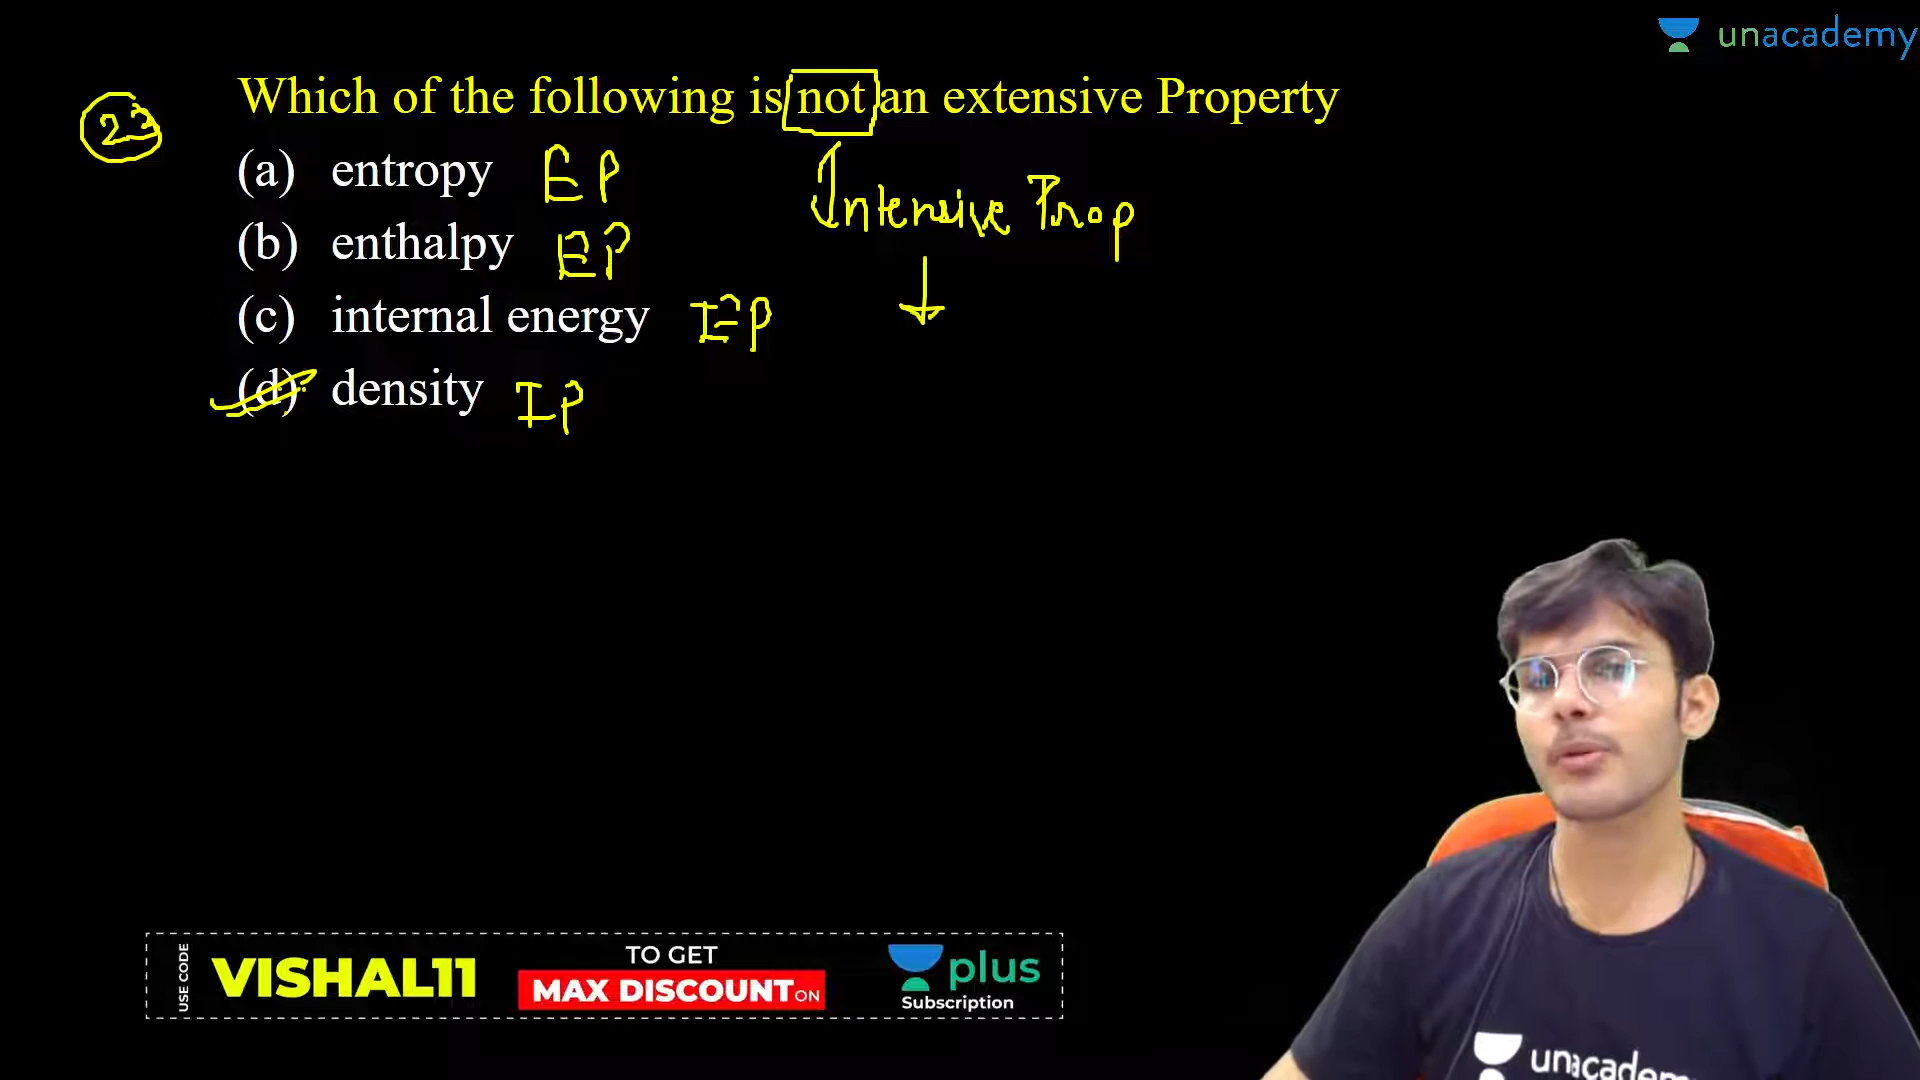 unacademy
23 Which of the following is not an extensive Property
(a) entropy EP
Intensive Prop
(b) enthalpy EP
(c) internal energy EP
(d) density IP
USE CODE
VISHAL11
TO GET
MAX DISCOUNT ON
plus
Subscription
unacadem